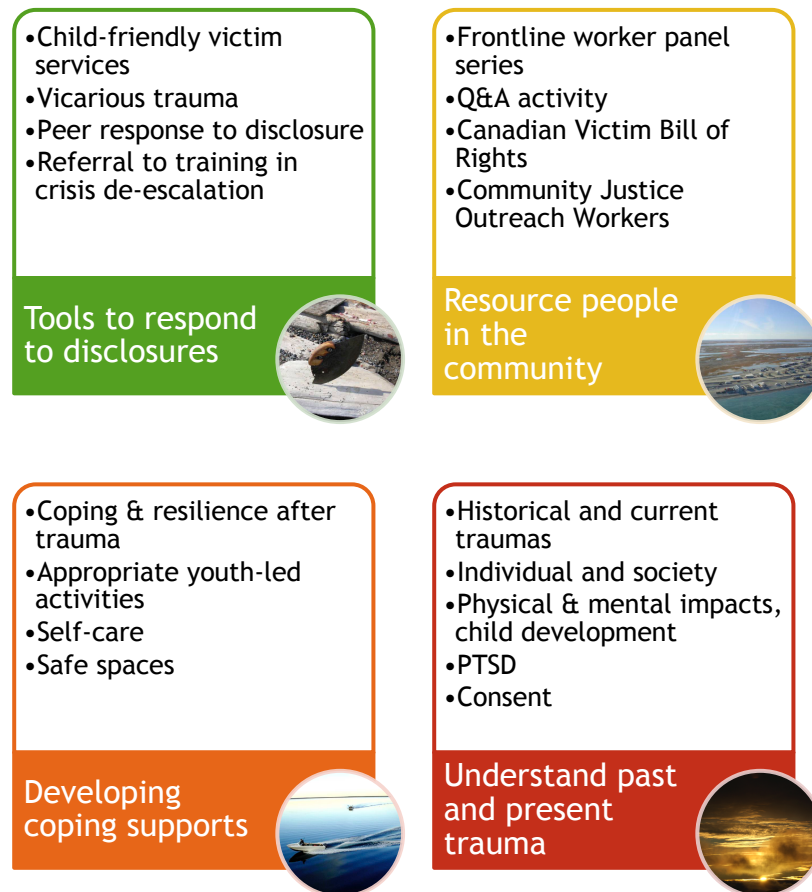 •Child-friendly victim
services
•Vicarious trauma
•Peer response to disclosure
•Referral to training in
crisis de-escalation
Tools to respond
to disclosures
•Frontline worker panel
series
•Q&A activity
•Canadian Victim Bill of
Rights
•Community Justice
Outreach Workers
Resource people
in the
community
•Coping & resilience after
trauma
•Appropriate youth-led
activities
•Self-care
•Safe spaces
Developing
coping supports
•Historical and current
traumas
•Individual and society
•Physical & mental impacts,
child development
•PTSD
•Consent
Understand past
and present
trauma